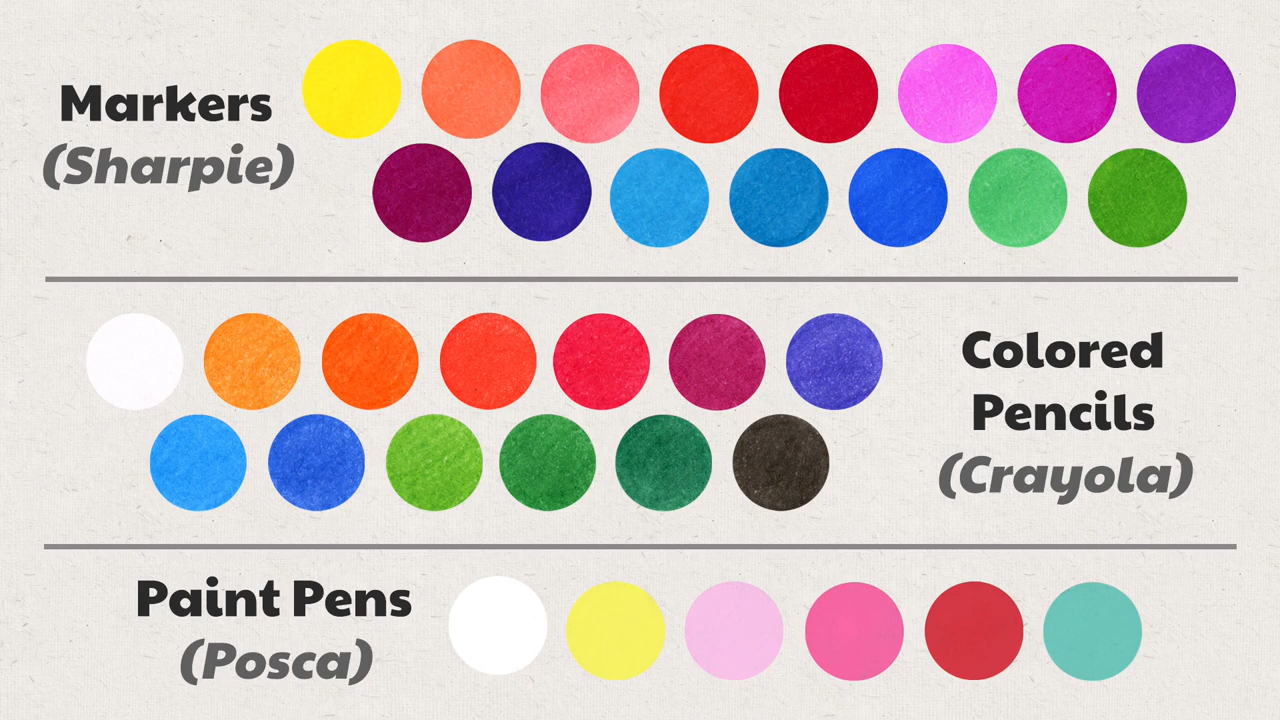 Markers
(Sharpie)
Colored
Pencils
(Crayola)
Paint Pens
(Posca)